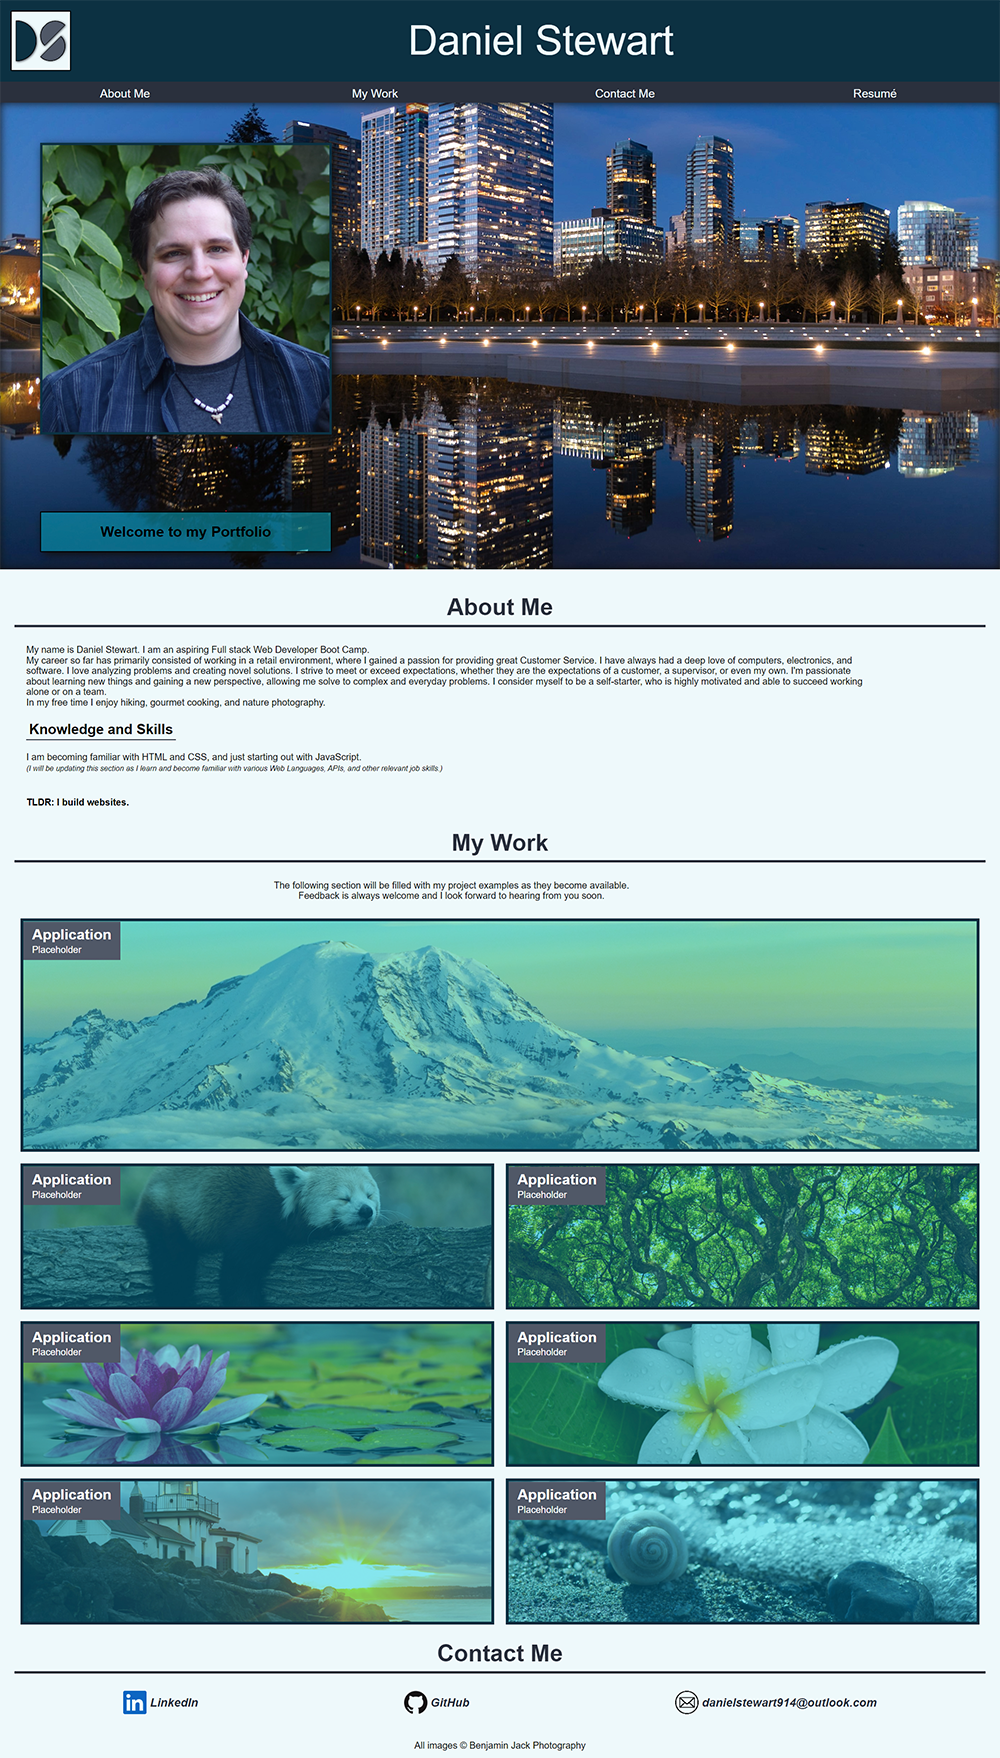 DS
Daniel Stewart
About Me
My Work
Contact Me
Resumé
Welcome to my Portfolio
About Me
My name is Daniel Stewart. I am an aspiring Full stack Web Developer Boot Camp.
My career so far has primarily consisted of working in a retail environment, where I gained a passion for providing great Customer Service. I have always had a deep love of computers, electronics, and
software. I love analyzing problems and creating novel solutions. I strive to meet or exceed expectations, whether they are the expectations of a customer, a supervisor, or even my own. I'm passionate
about learning new things and gaining a new perspective, allowing me solve to complex and everyday problems. I consider myself to be a self-starter, who is highly motivated and able to succeed working
alone or on a team.
In my free time I enjoy hiking, gourmet cooking, and nature photography.
Knowledge and Skills
I am becoming familiar with HTML and CSS, and just starting out with JavaScript.
(I will be updating this section as I learn and become familiar with various Web Languages, APIs, and other relevant job skills.)
TLDR: I build websites.
My Work
The following section will be filled with my project examples as they become available.
Feedback is always welcome and I look forward to hearing from you soon.
Application
Placeholder
Application
Placeholder
Application
Placeholder
Application
Placeholder
Application
Placeholder
Application
Placeholder
Application
Placeholder
Contact Me
in LinkedIn
GitHub
danielstewart914@outlook.com
All images © Benjamin Jack Photography